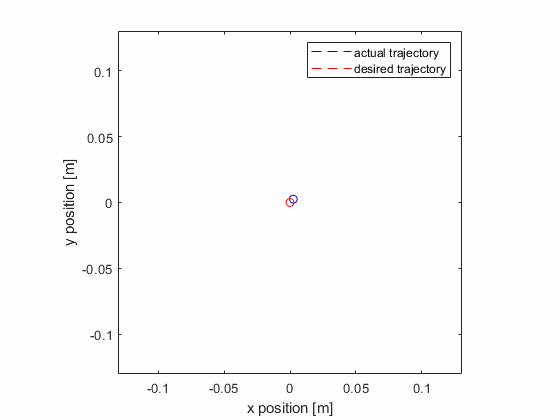 actual trajectory
desired trajectory
0.1
0.05
0
-0.05
-0.1
y position [m]
-0.1 -0.05 0 0.05 0.1
x position [m]